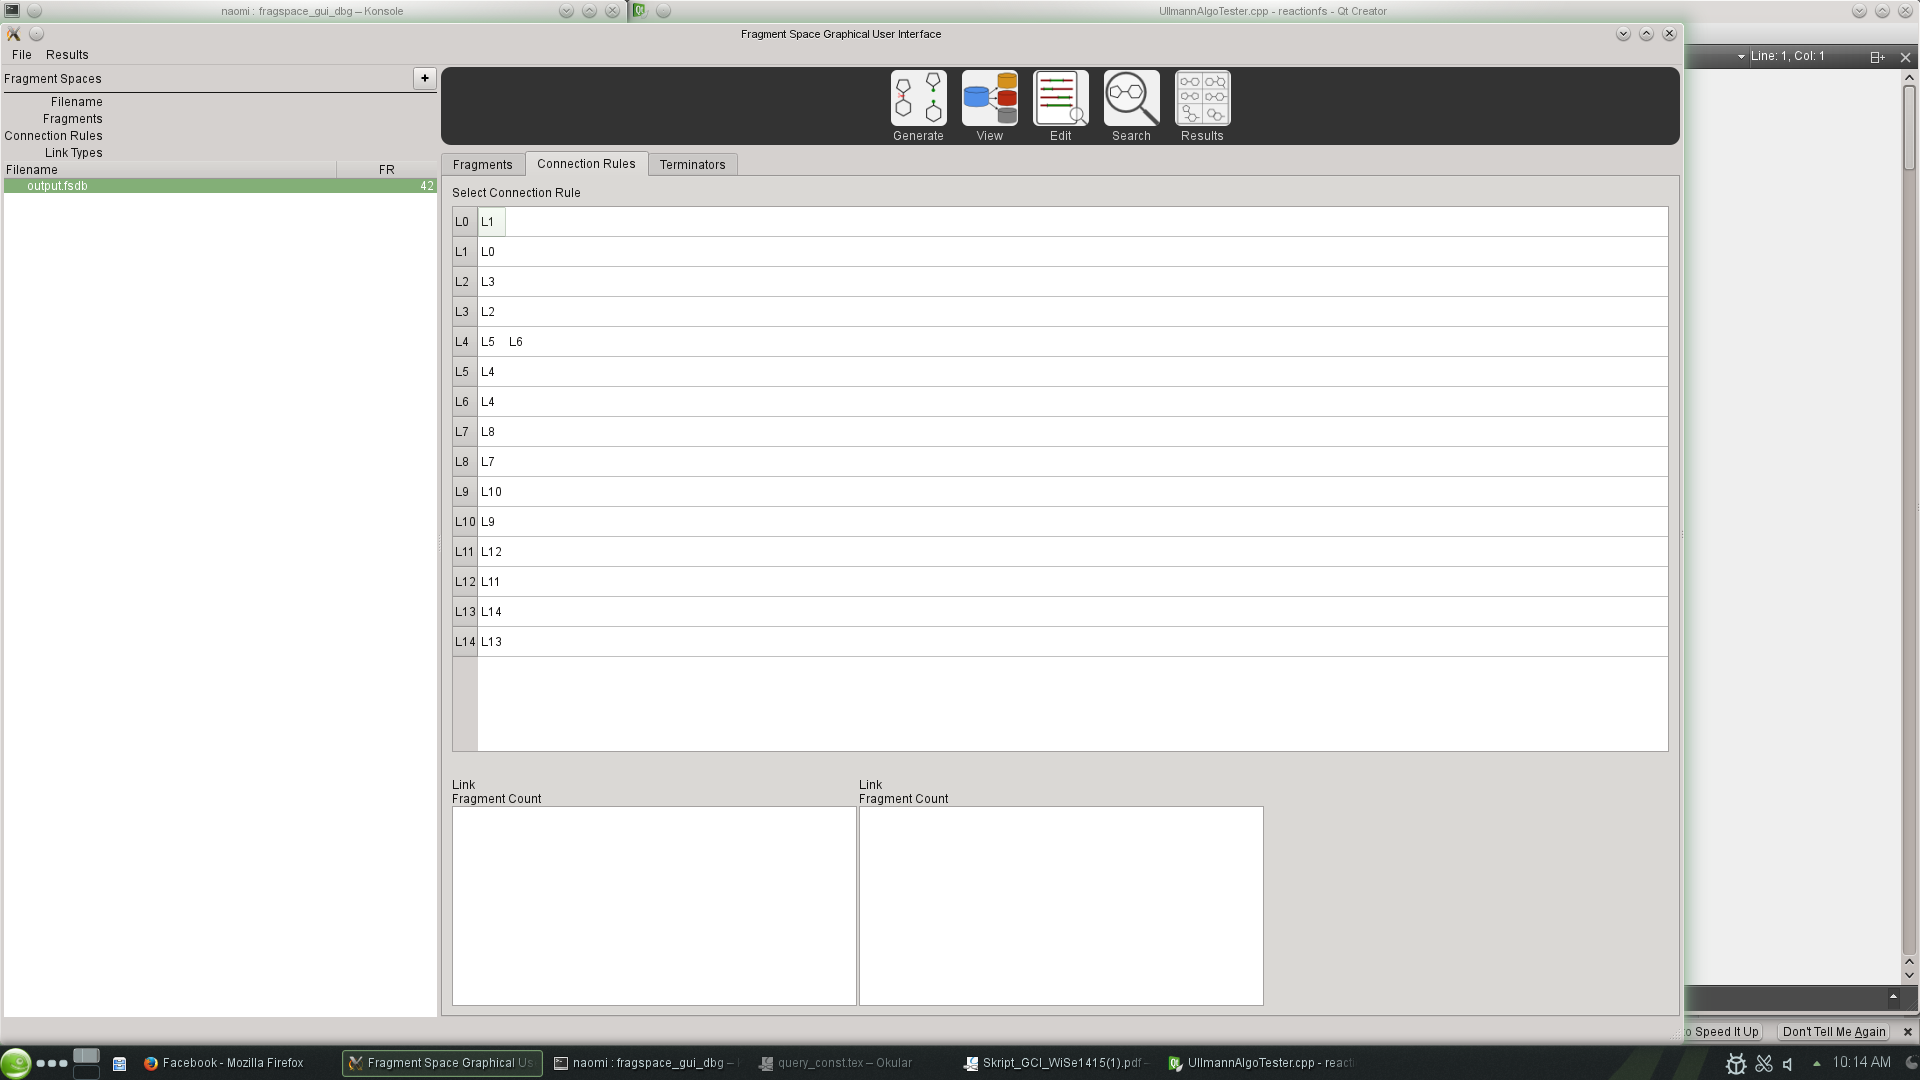 naomi : fragspace_gui_dbg – Konsole
UllmannAlgoTester.cpp - reactionfs - Qt Creator
Fragment Space Graphical User Interface
File Results
Line: 1, Col: 1
Fragment Spaces +
Filename
Fragments
Connection Rules
Link Types
Filename FR
output.fsdb 42
Generate View Edit Search Results
Fragments Connection Rules Terminators
Select Connection Rule
L0 L1
L1 L0
L2 L3
L3 L2
L4 L5 L6
L5 L4
L6 L4
L7 L8
L8 L7
L9 L10
L10 L9
L11 L12
L12 L11
L13 L14
L14 L13
Link
Fragment Count
Link
Fragment Count
to Speed It Up Don't Tell Me Again
Facebook - Mozilla Firefox
Fragment Space Graphical Us
naomi : fragspace_gui_dbg –
query_const.tex – Okular
Skript_GCI_WiSe1415(1).pdf
UllmannAlgoTester.cpp - react
10:14 AM